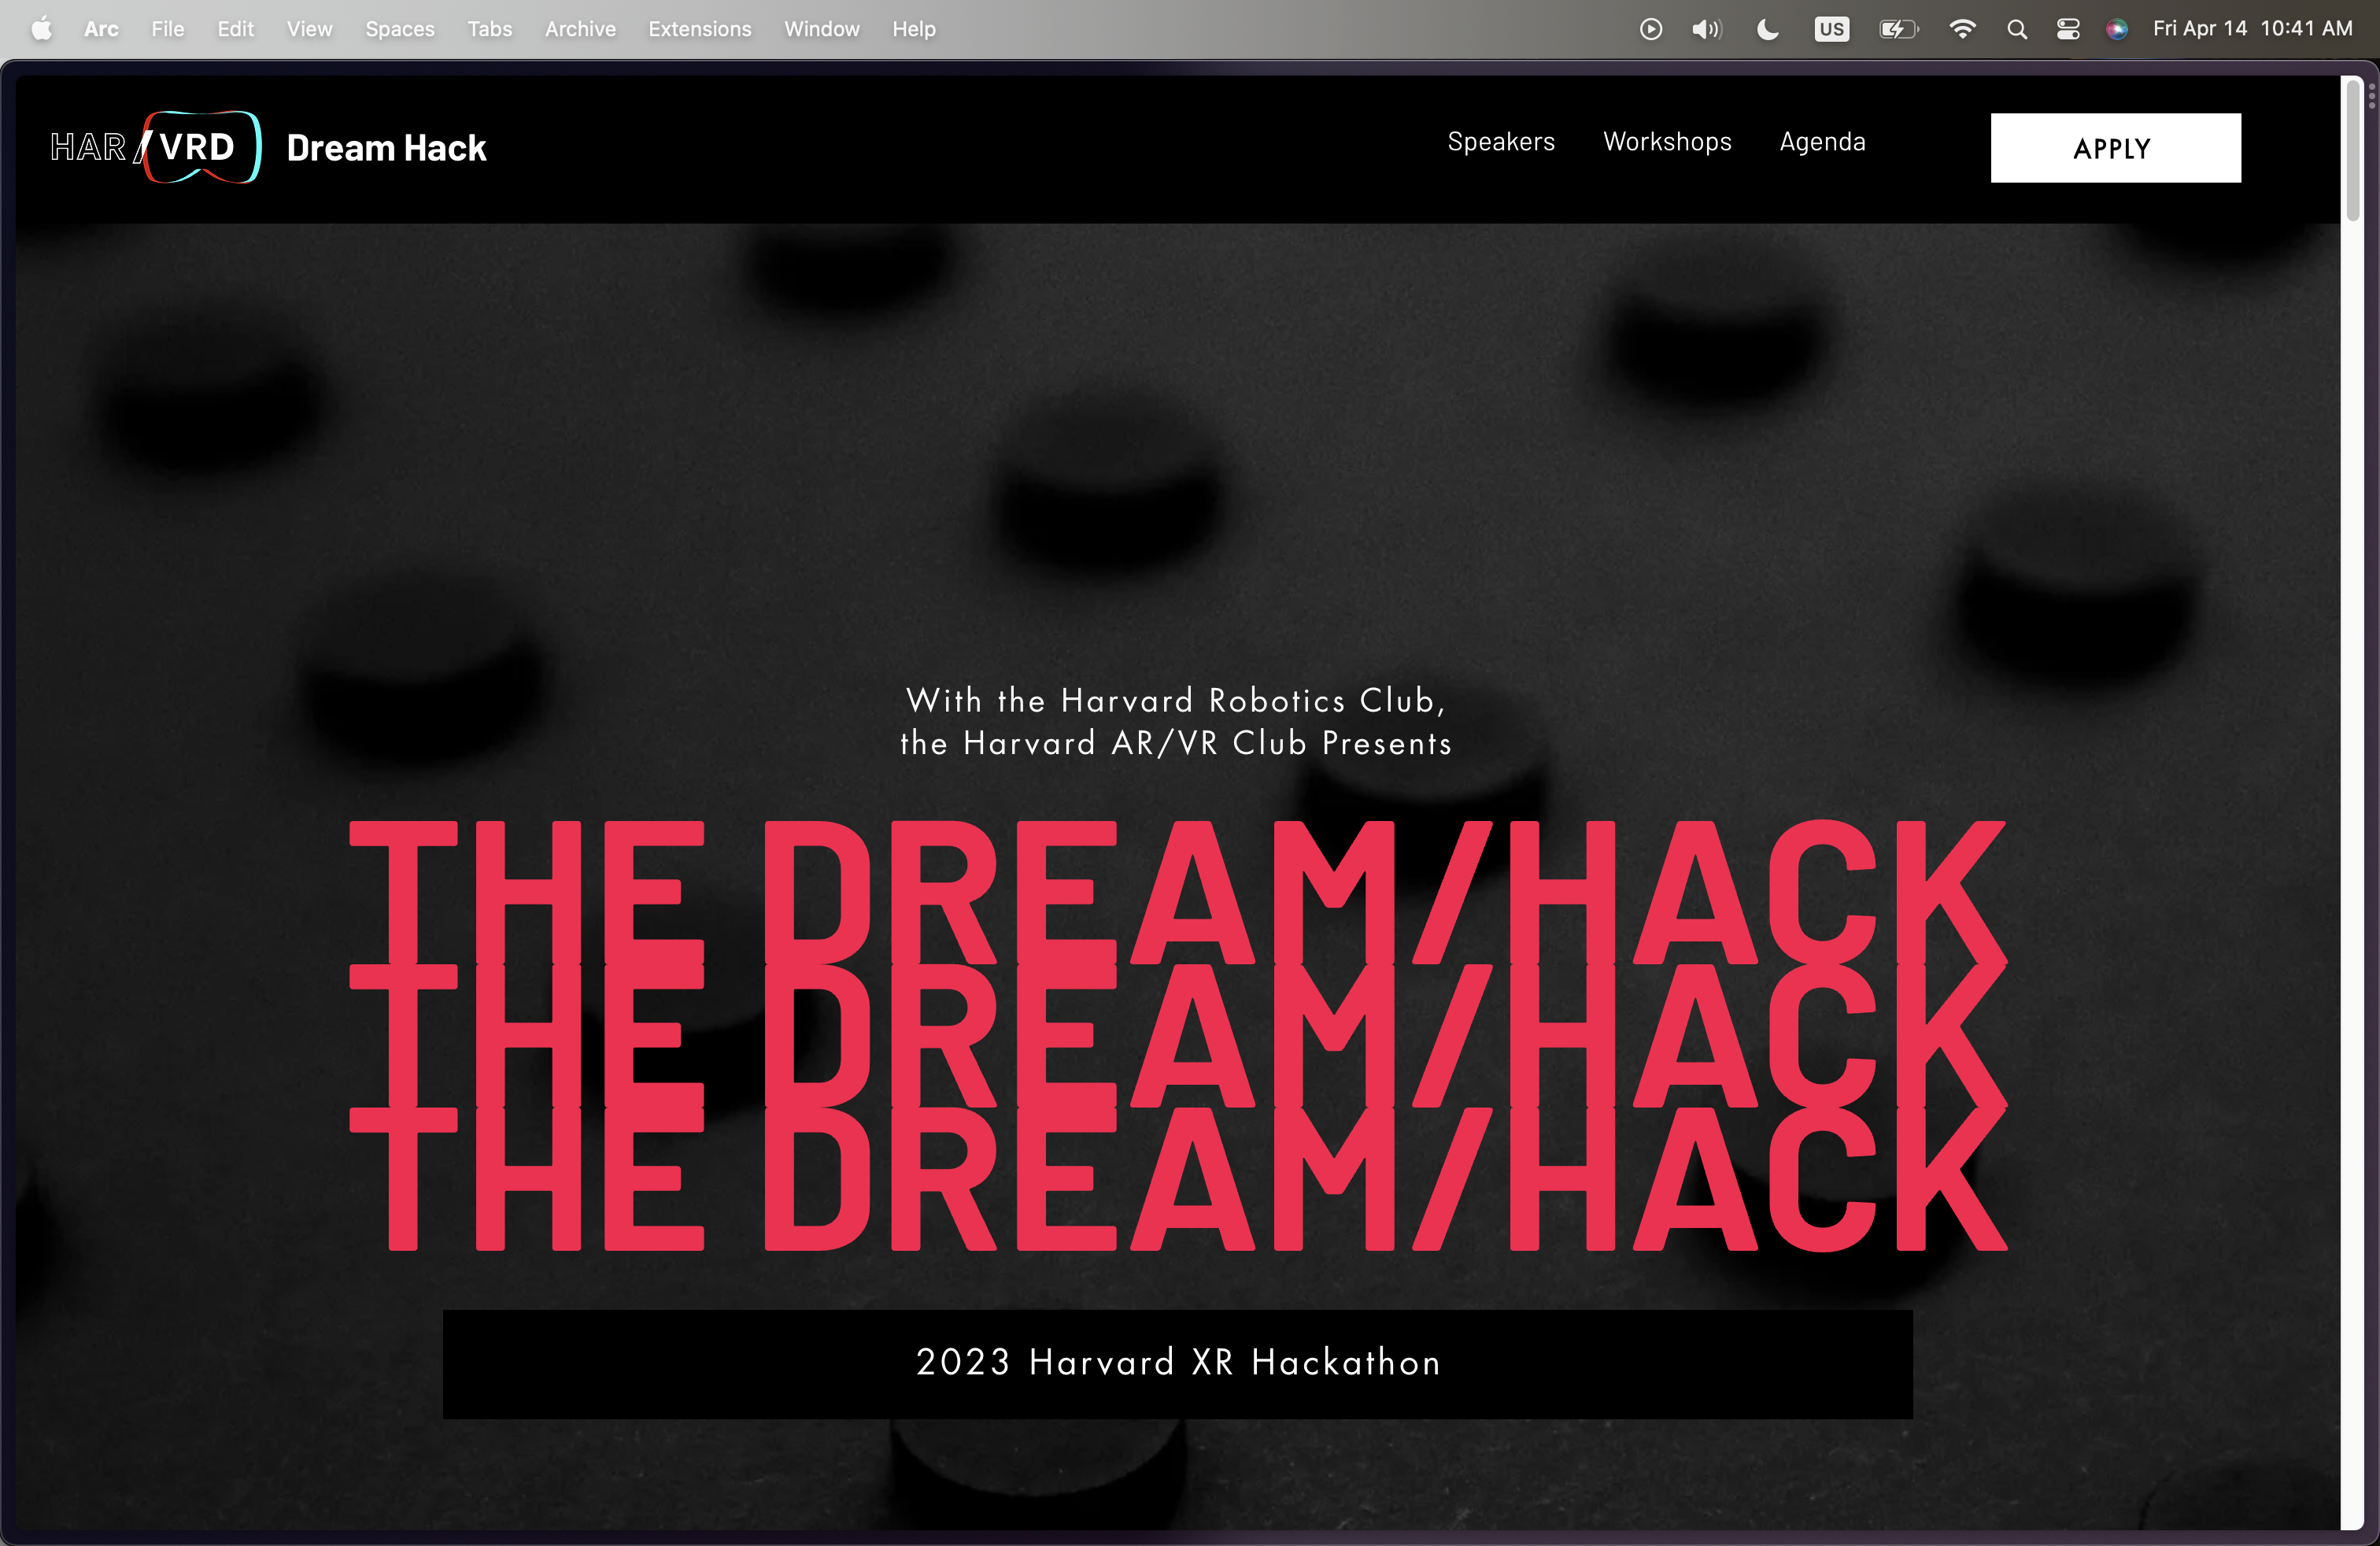 Arc File Edit View Spaces Tabs Archive Extensions Window Help US Fri Apr 14 10:41 AM
HAR/VRD Dream Hack Speakers Workshops Agenda APPLY
With the Harvard Robotics Club,
the Harvard AR/VR Club Presents
THE DREAM/HACK
THE DREAM/HACK
THE DREAM/HACK
2023 Harvard XR Hackathon